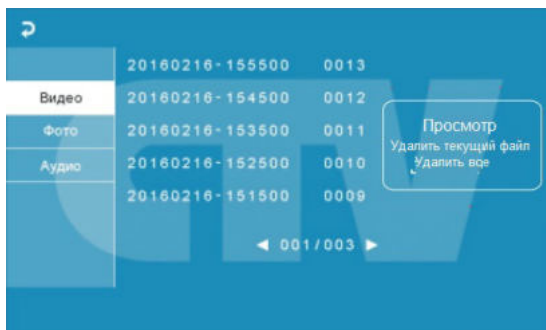 20160216-155500 0013
Видео 20160216-154500 0012
Фото 20160216-153500 0011
Аудио 20160216-152500 0010
20160216-151500 0009
Просмотр
Удалить текущий файл
Удалить все
001/003
CTV